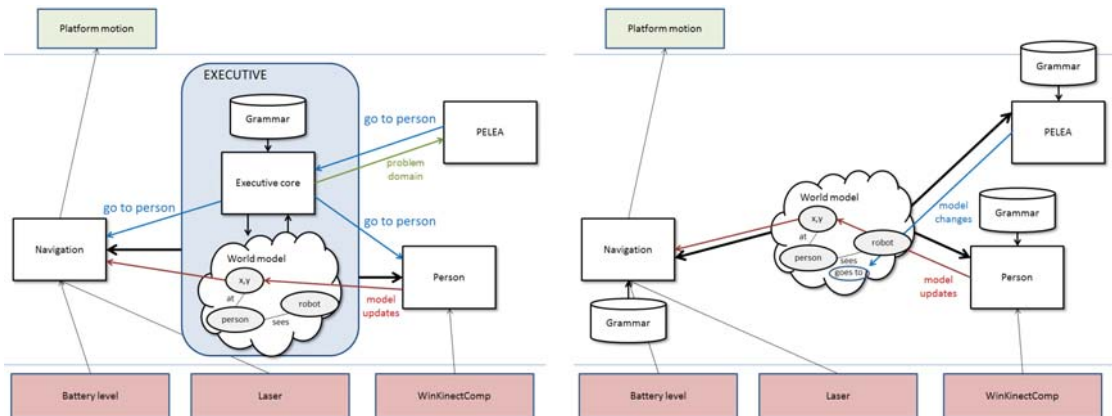 Platform motion
EXECUTIVE
Grammar
go to person
PELEA
problem
domain
Executive core
go to person
go to person
Navigation
World model
x,y
at
robot
person
sees
Person
model
updates
Battery level
Laser
WinKinectComp
Platform motion
Grammar
PELEA
World model
x,y
at
robot
person
sees
goes to
model
changes
Grammar
Navigation
Person
model
updates
Grammar
Battery level
Laser
WinKinectComp